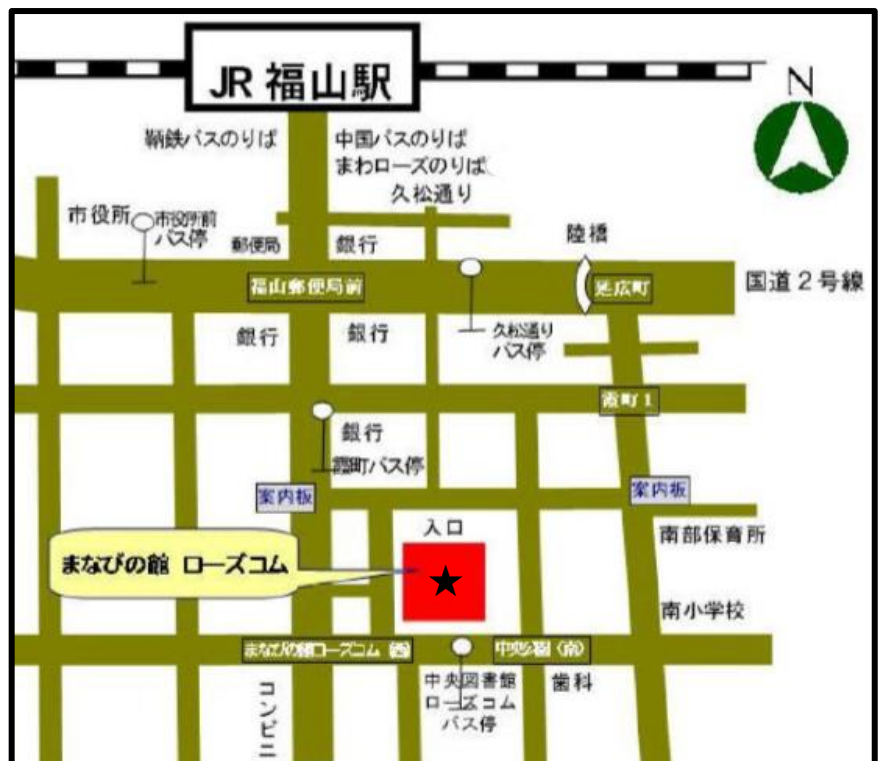 JR 福山駅
N
鞆鉄バスのりば
中国バスのりば
まわローズのりば
久松通り
市役所
市役所前
バス停
郵便局
銀行
陸橋
福山郵便局前
延広町
国道2号線
銀行
銀行
久松通り
バス停
霞町1
銀行
霞町バス停
案内板
案内板
入口
南部保育所
まなびの館 ローズコム
南小学校
まなびの館ローズコム(西)
中央公園(南)
中央図書館
ローズコム
バス停
歯科
コンビニ